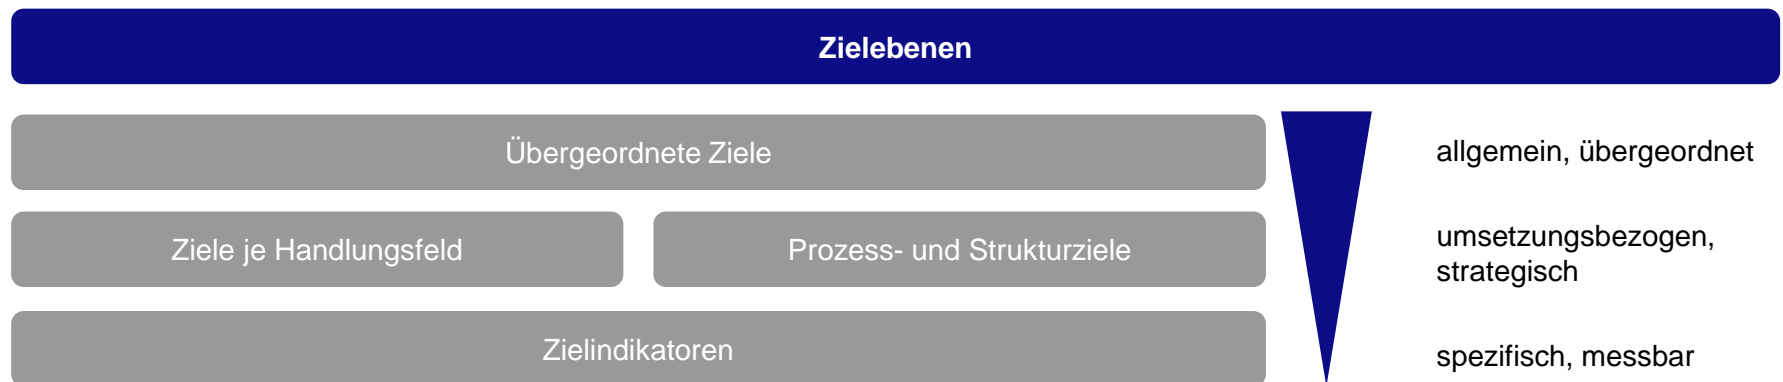 Zielebenen
Übergeordnete Ziele
allgemein, übergeordnet
Ziele je Handlungsfeld
Prozess- und Strukturziele
umsetzungsbezogen,
strategisch
Zielindikatoren
spezifisch, messbar